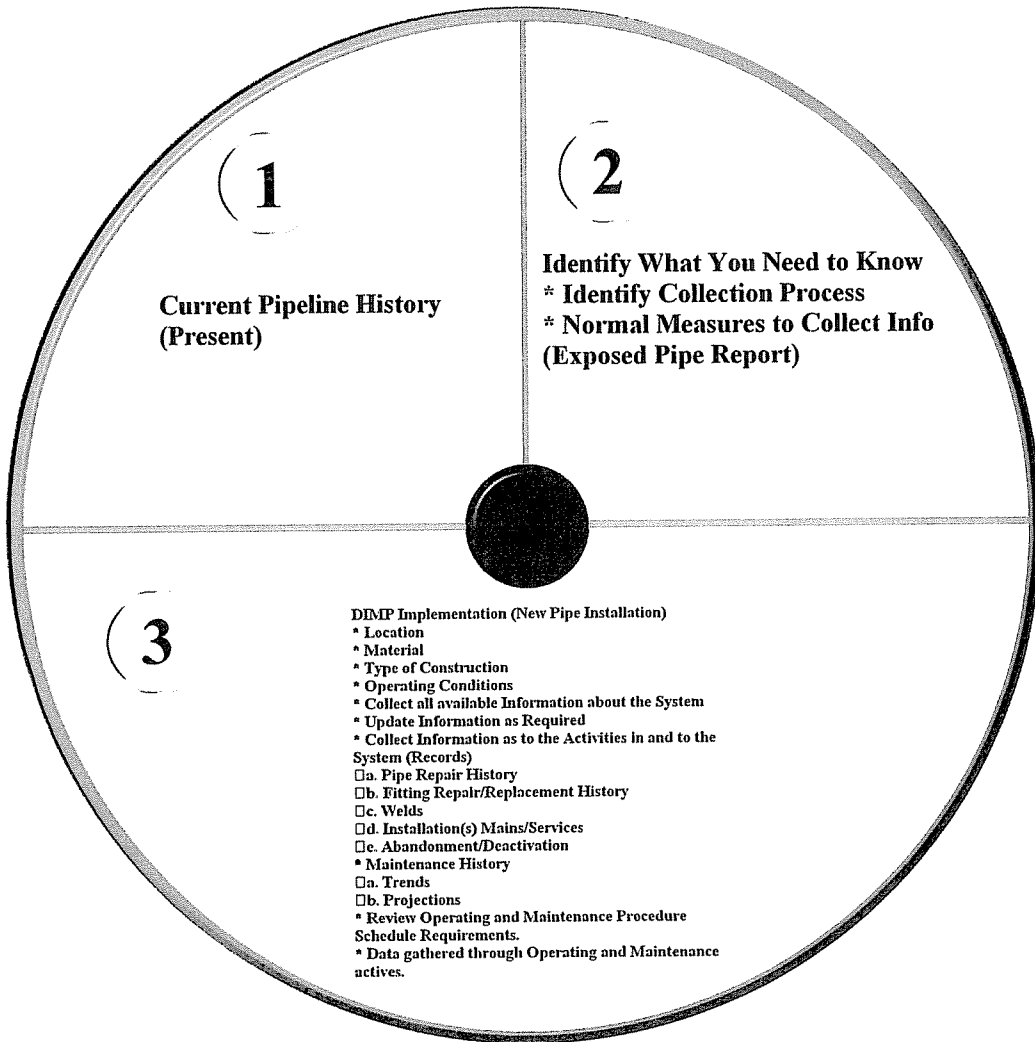 1
Current Pipeline History
(Present)
2
Identify What You Need to Know
* Identify Collection Process
* Normal Measures to Collect Info
(Exposed Pipe Report)
3
DIMP Implementation (New Pipe Installation)
* Location
* Material
* Type of Construction
* Operating Conditions
* Collect all available Information about the System
* Update Information as Required
* Collect Information as to the Activities in and to the
System (Records)
□a. Pipe Repair History
□b. Fitting Repair/Replacement History
□c. Welds
□d. Installation(s) Mains/Services
□e. Abandonment/Deactivation
* Maintenance History
□a. Trends
□b. Projections
* Review Operating and Maintenance Procedure
Schedule Requirements.
* Data gathered through Operating and Maintenance
actives.